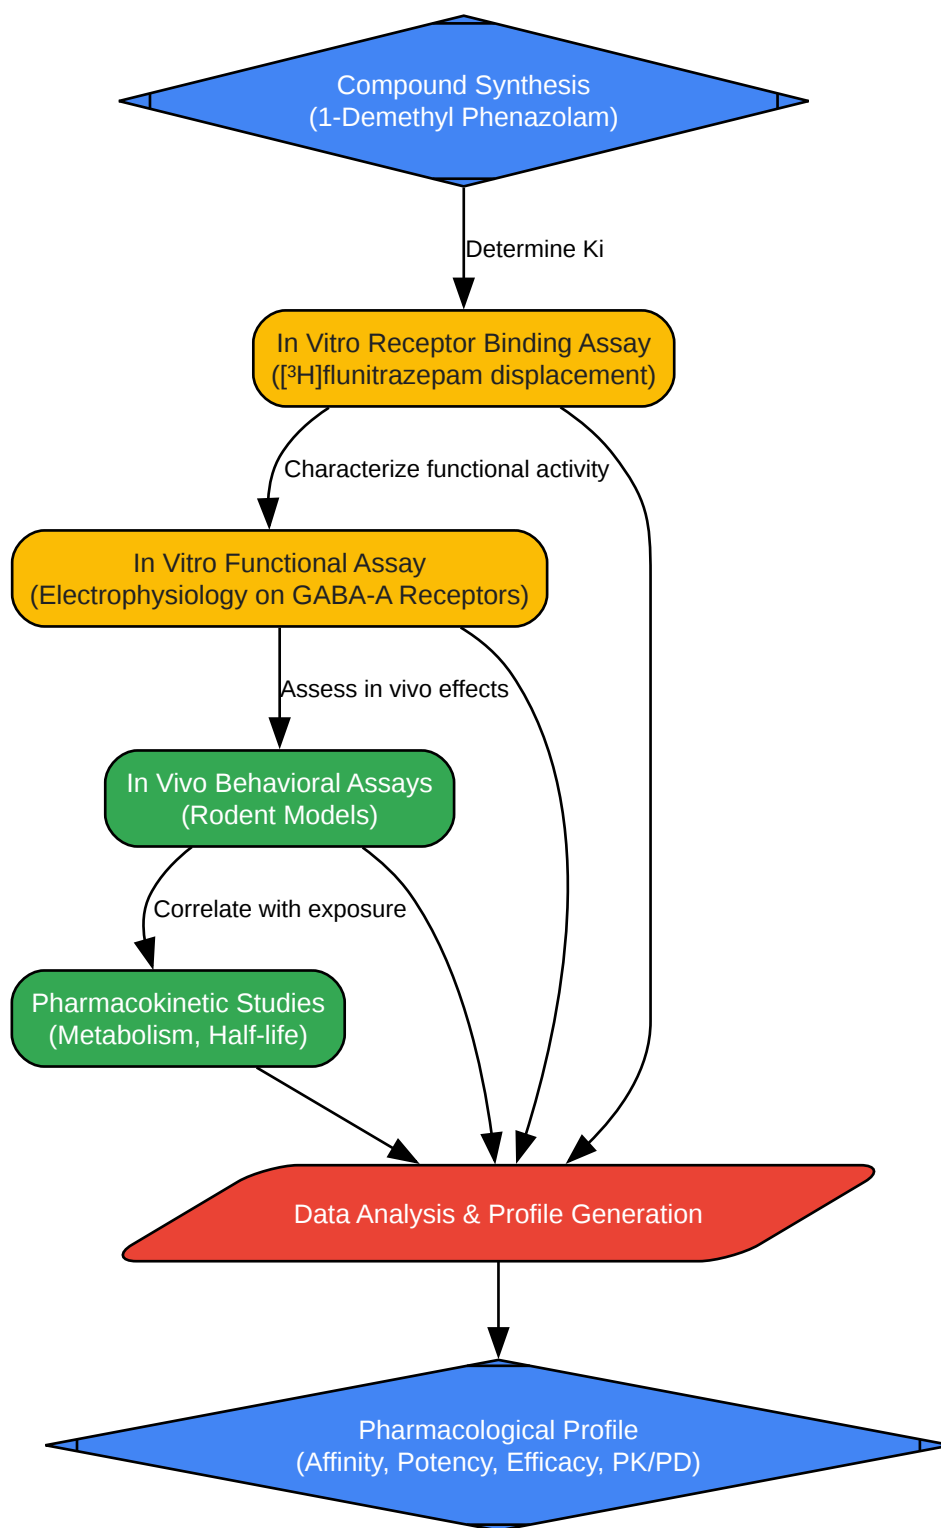 Compound Synthesis
(1-Demethyl Phenazolam)
Determine Ki
In Vitro Receptor Binding Assay
([³H]flunitrazepam displacement)
Characterize functional activity
In Vitro Functional Assay
(Electrophysiology on GABA-A Receptors)
Assess in vivo effects
In Vivo Behavioral Assays
(Rodent Models)
Correlate with exposure
Pharmacokinetic Studies
(Metabolism, Half-life)
Data Analysis & Profile Generation
Pharmacological Profile
(Affinity, Potency, Efficacy, PK/PD)